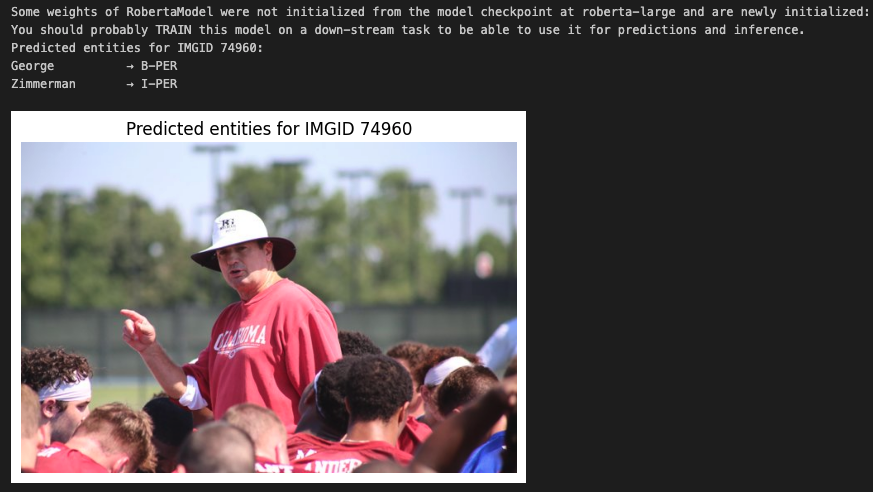 Some weights of RobertaModel were not initialized from the model checkpoint at roberta-large and are newly initialized:
You should probably TRAIN this model on a down-stream task to be able to use it for predictions and inference.
Predicted entities for IMGID 74960:
George → B-PER
Zimmerman → I-PER
Predicted entities for IMGID 74960
OKLAHOMA